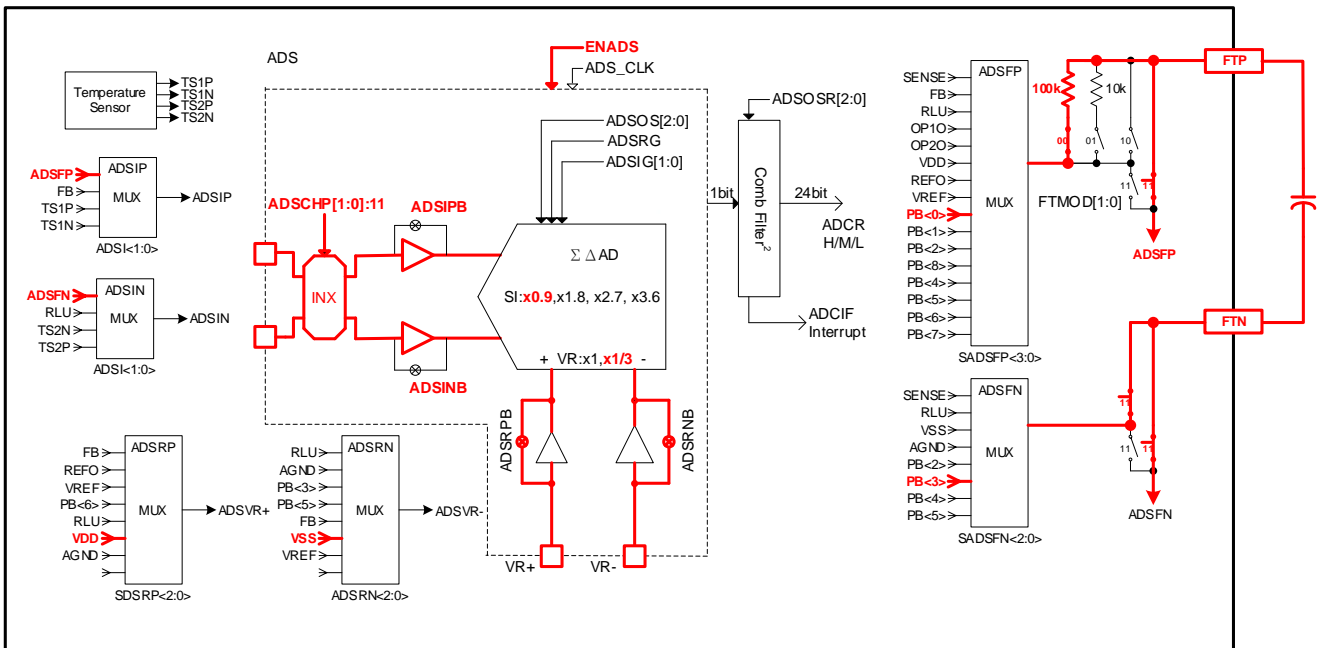 ADS
ENADS
ADS_CLK
Temperature
Sensor
TS1P
TS1N
TS2P
TS2N
ADSFP
FB
TS1P
TS1N
ADSIP
MUX
ADSIP
ADSI<1:0>
ADSFN
RLU
TS2N
TS2P
ADSIN
MUX
ADSIN
ADSI<1:0>
ADSCHP[1:0]:11
INX
ADSIPB
ADSINB
ADSOS[2:0]
ADSRG
ADSIG[1:0]
Σ Δ AD
SI:x0.9,x1.8, x2.7, x3.6
+ VR:x1,x1/3 -
ADSRPB
ADSRNB
VR+
VR-
1bit
ADSOSR[2:0]
Comb Filter²
24bit
ADCR
H/M/L
ADCIF
Interrupt
FB
REFO
VREF
PB<6>
RLU
VDD
AGND
ADSRP
MUX
ADSVR+
SDSRP<2:0>
RLU
AGND
PB<3>
PB<5>
FB
VSS
VREF
ADSRN
MUX
ADSVR-
ADSRN<2:0>
SENSE
FB
RLU
OP1O
OP2O
VDD
REFO
VREF
PB<0>
PB<1>
PB<2>
PB<8>
PB<4>
PB<5>
PB<6>
PB<7>
ADSFP
MUX
SADSFP<3:0>
100k
10k
00
01
10
11
11
FTMOD[1:0]
ADSFP
FTP
SENSE
RLU
VSS
AGND
PB<2>
PB<3>
PB<4>
PB<5>
ADSFN
MUX
SADSFN<2:0>
11
11
11
ADSFN
FTN